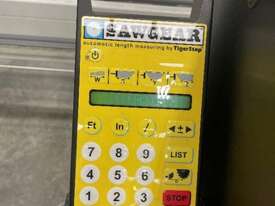 SAWGEAR
automatic length measuring by TigerStop
W
Ft In / ◄±►
7 8 9 LIST
4 5 6
1 2 3 STOP